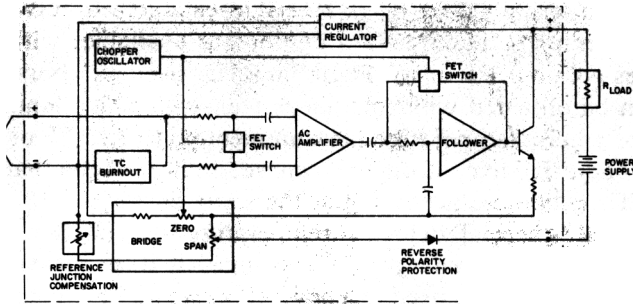 CURRENT
REGULATOR
+
CHOPPER
OSCILLATOR
FET
SWITCH
RLOAD
+
FET
SWITCH
AC
AMPLIFIER
FOLLOWER
−
TC
BURNOUT
POWER
SUPPLY
ZERO
BRIDGE
SPAN
−
REVERSE
POLARITY
PROTECTION
REFERENCE
JUNCTION
COMPENSATION